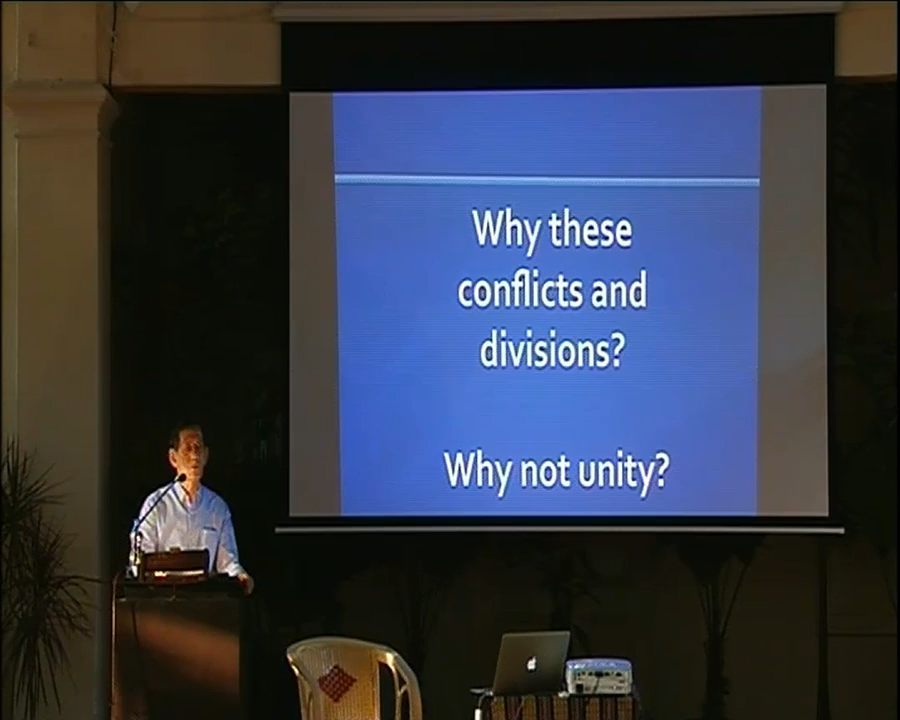 Why these
conflicts and
divisions?
Why not unity?